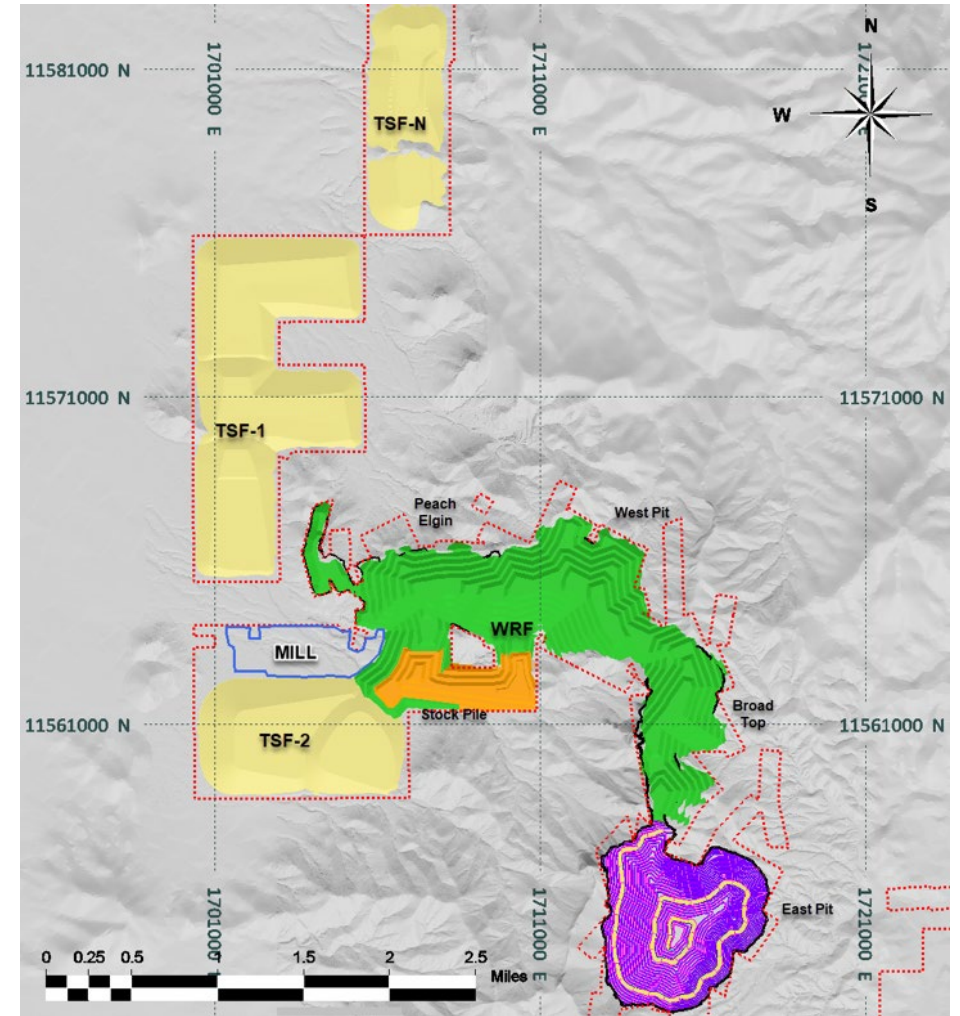 N
1701000 E
1711000 E
1721000 E
11581000 N
W
TSF-N
S
11571000 N
11571000 N
TSF-1
Peach
Elgin
West Pit
WRF
MILL
Broad
Top
Stock Pile
11561000 N
11561000 N
TSF-2
East Pit
1701000
1711000 E
1721000 E
0 0.25 0.5 1 1.5 2 2.5
Miles